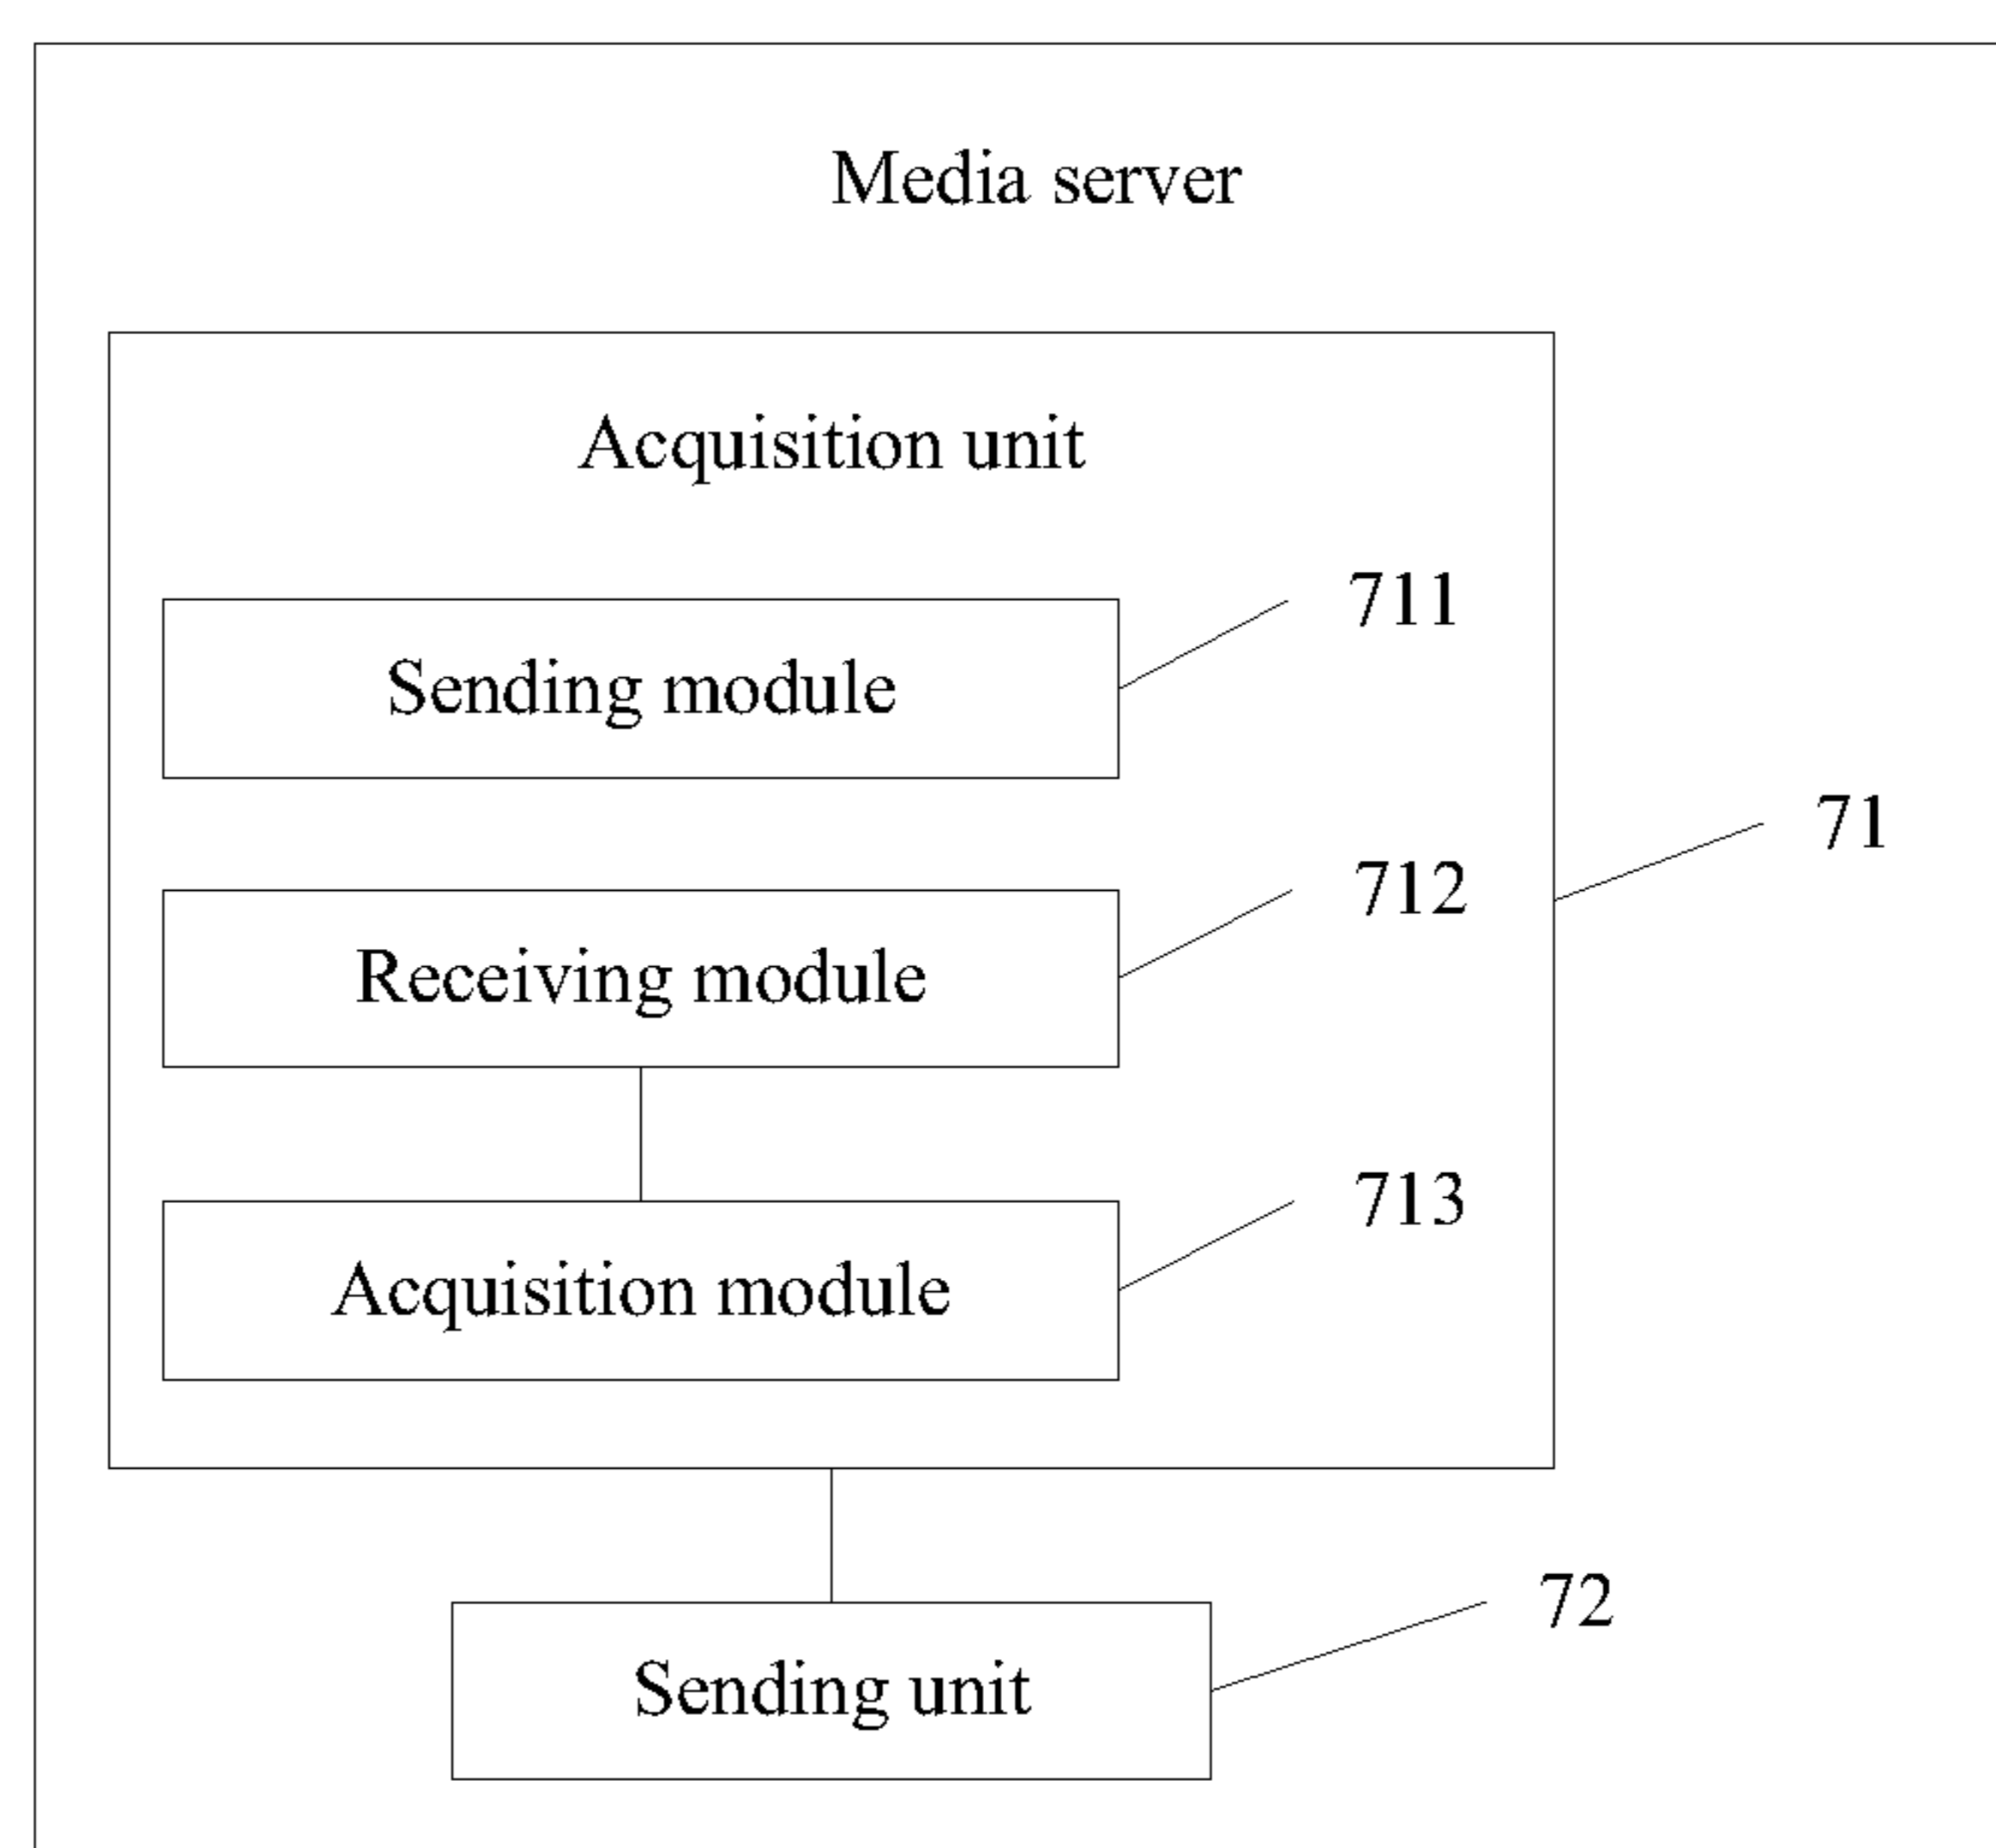 Media server
Acquisition unit
711
Sending module
71
712
Receiving module
713
Acquisition module
72
Sending unit